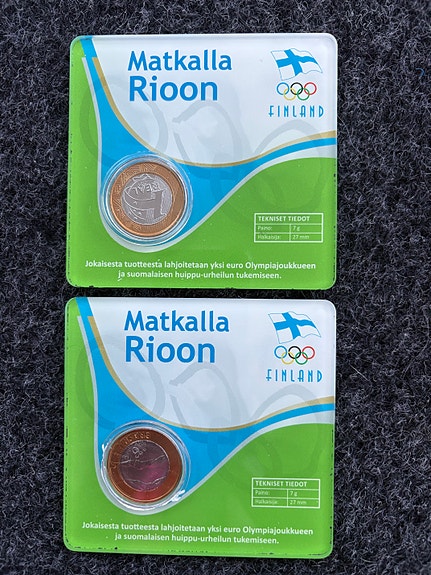 Matkalla
Rioon
FINLAND
TEKNISET TIEDOT
Paino: 7 g
Halkaisija: 27 mm
Jokaisesta tuotteesta lahjoitetaan yksi euro Olympiajoukkueen
ja suomalaisen huippu-urheilun tukemiseen.
Matkalla
Rioon
FINLAND
TEKNISET TIEDOT
Paino: 7 g
Halkaisija: 27 mm
Jokaisesta tuotteesta lahjoitetaan yksi euro Olympiajoukkueen
ja suomalaisen huippu-urheilun tukemiseen.